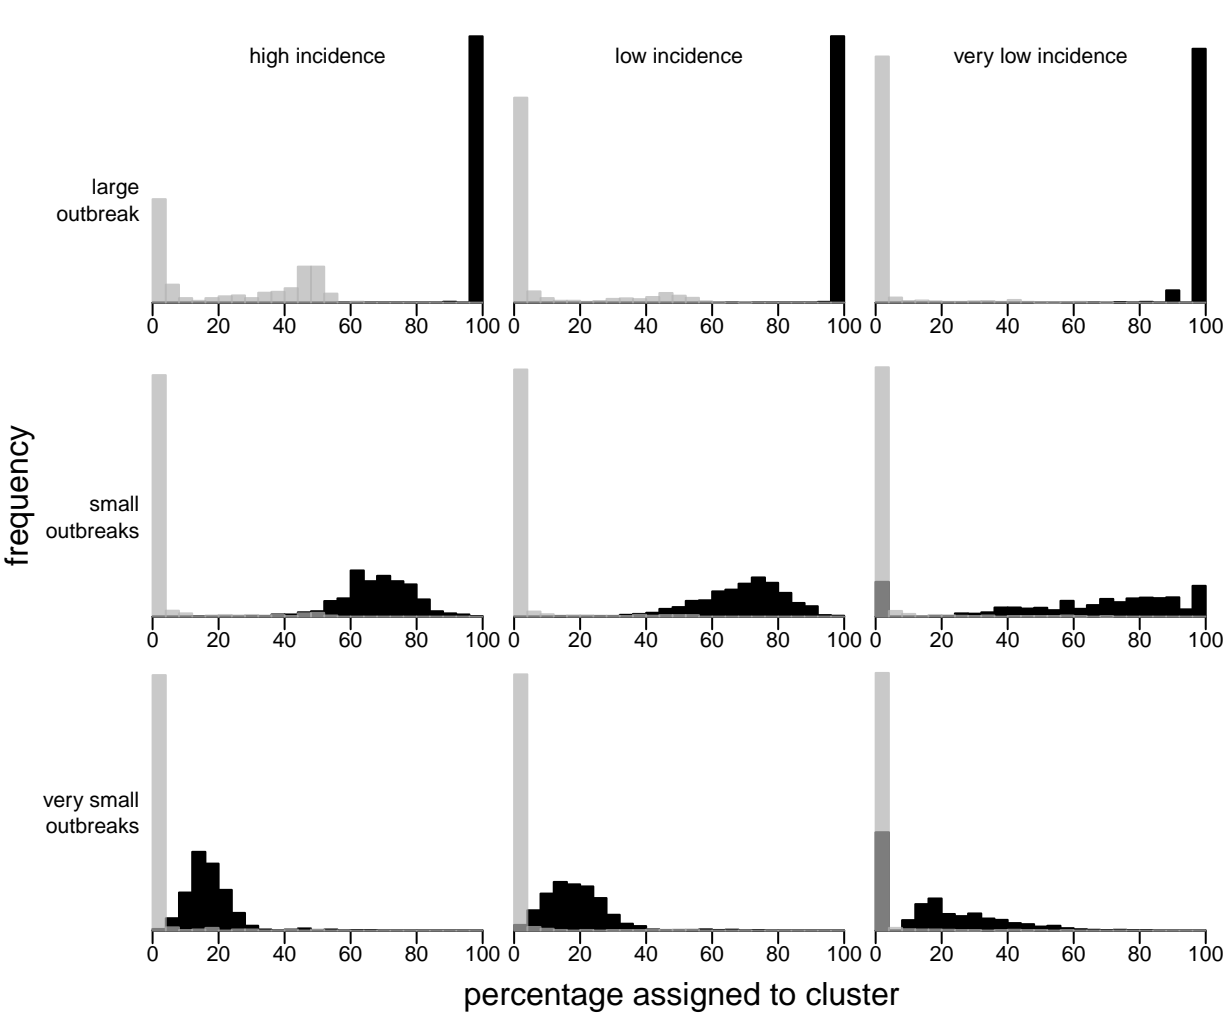 high incidence
low incidence
very low incidence
large
outbreak
0 20 40 60 80 100
0 20 40 60 80 100
0 20 40 60 80 100
frequency
small
outbreaks
0 20 40 60 80 100
0 20 40 60 80 100
0 20 40 60 80 100
very small
outbreaks
0 20 40 60 80 100
0 20 40 60 80 100
0 20 40 60 80 100
percentage assigned to cluster